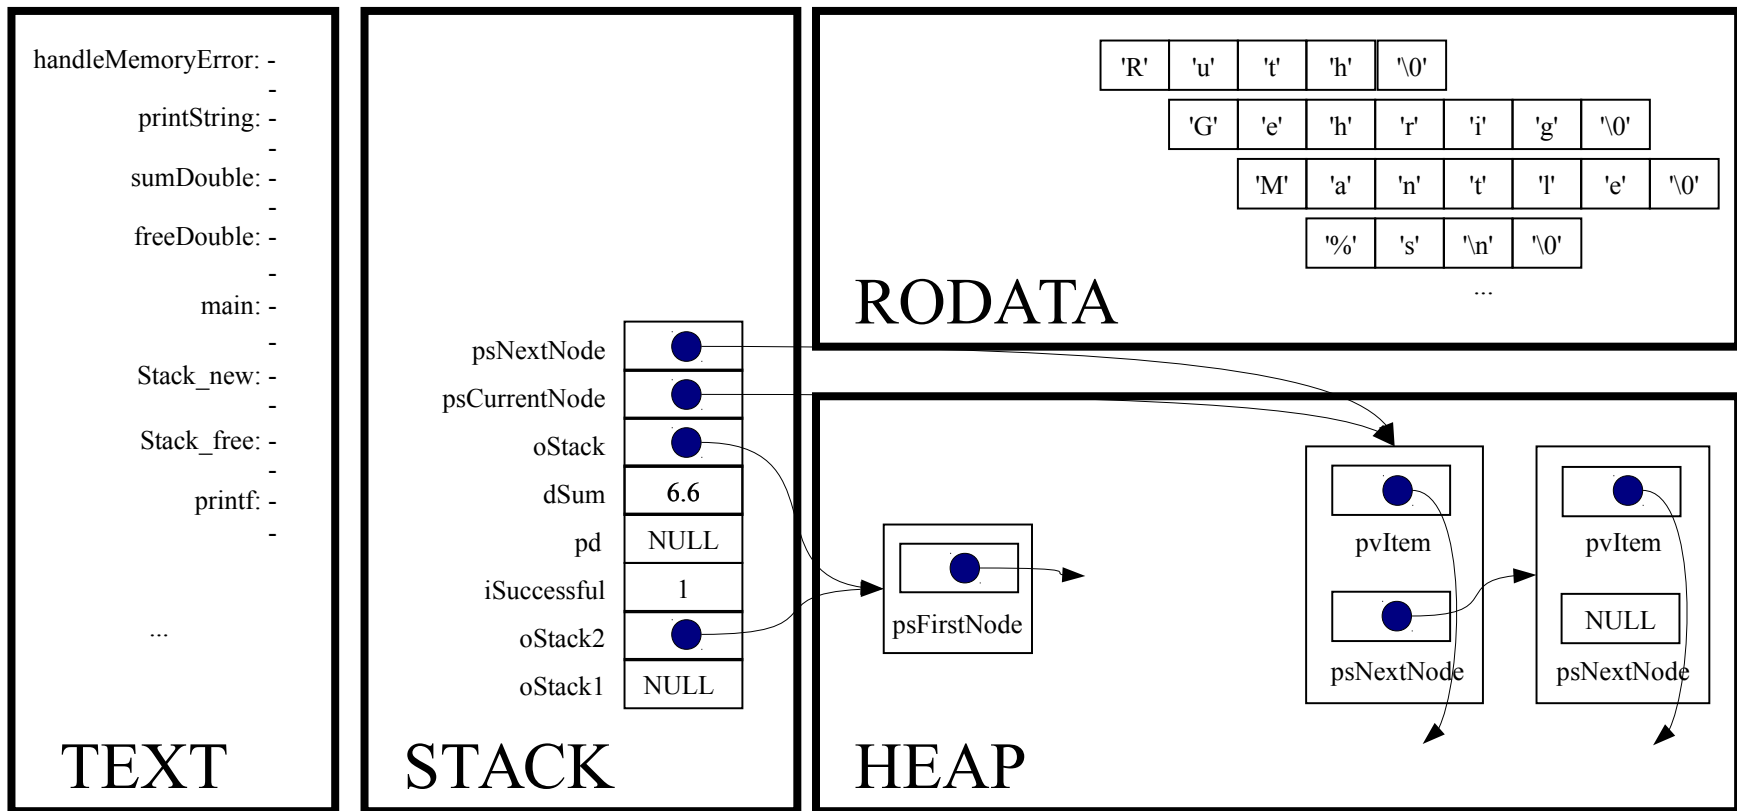 handleMemoryError: -
-
printString: -
-
sumDouble: -
-
freeDouble: -
-
main: -
-
Stack_new: -
-
Stack_free: -
-
printf: -
-
...
TEXT
psNextNode
psCurrentNode
oStack
dSum 6.6
pd NULL
iSuccessful 1
oStack2
oStack1 NULL
STACK
'R' 'u' 't' 'h' '\0'
'G' 'e' 'h' 'r' 'i' 'g' '\0'
'M' 'a' 'n' 't' 'l' 'e' '\0'
'%' 's' '\n' '\0'
...
RODATA
psFirstNode
pvItem
psNextNode
pvItem
NULL
psNextNode
HEAP